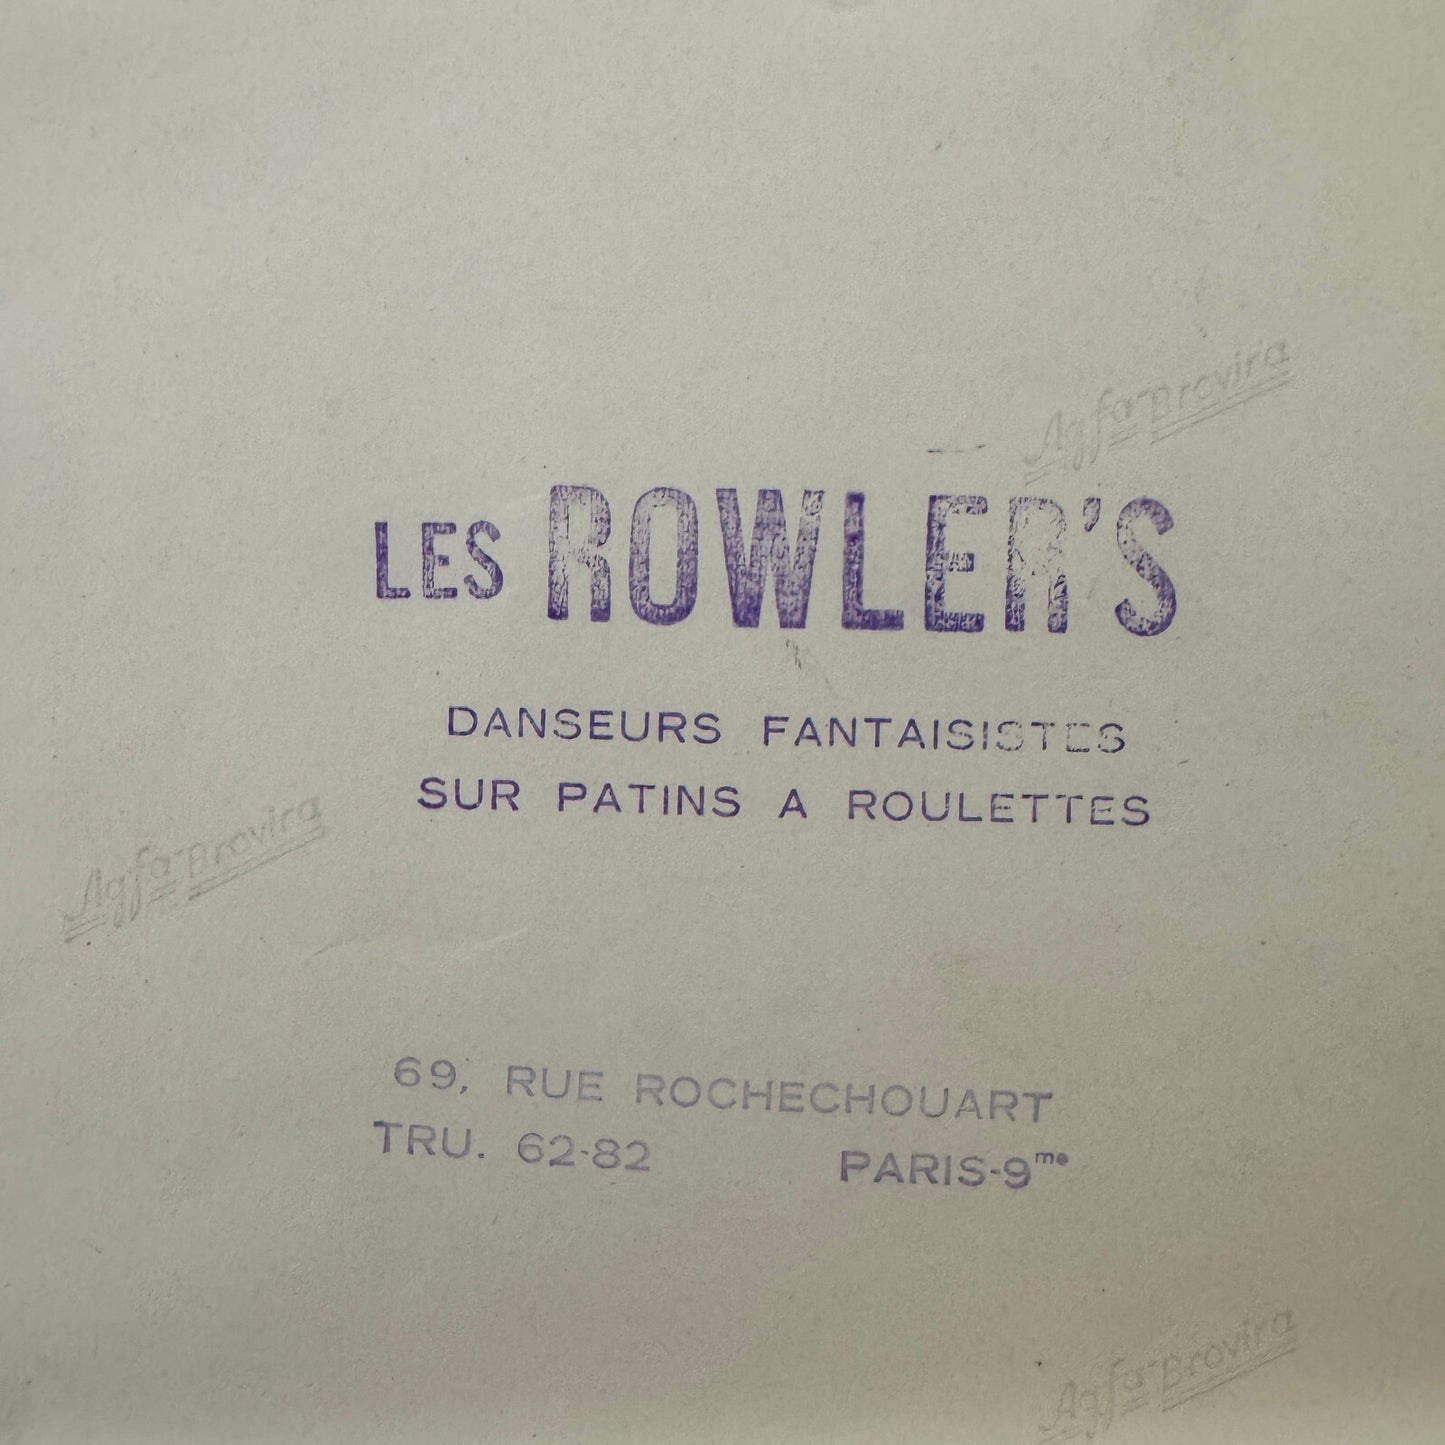 Agfa-Brovira
LES ROWLER'S
DANSEURS FANTAISISTES
SUR PATINS A ROULETTES
Agfa-Brovira
69, RUE ROCHECHOUART
TRU. 62-82 PARIS-9me
Agfa-Brovira